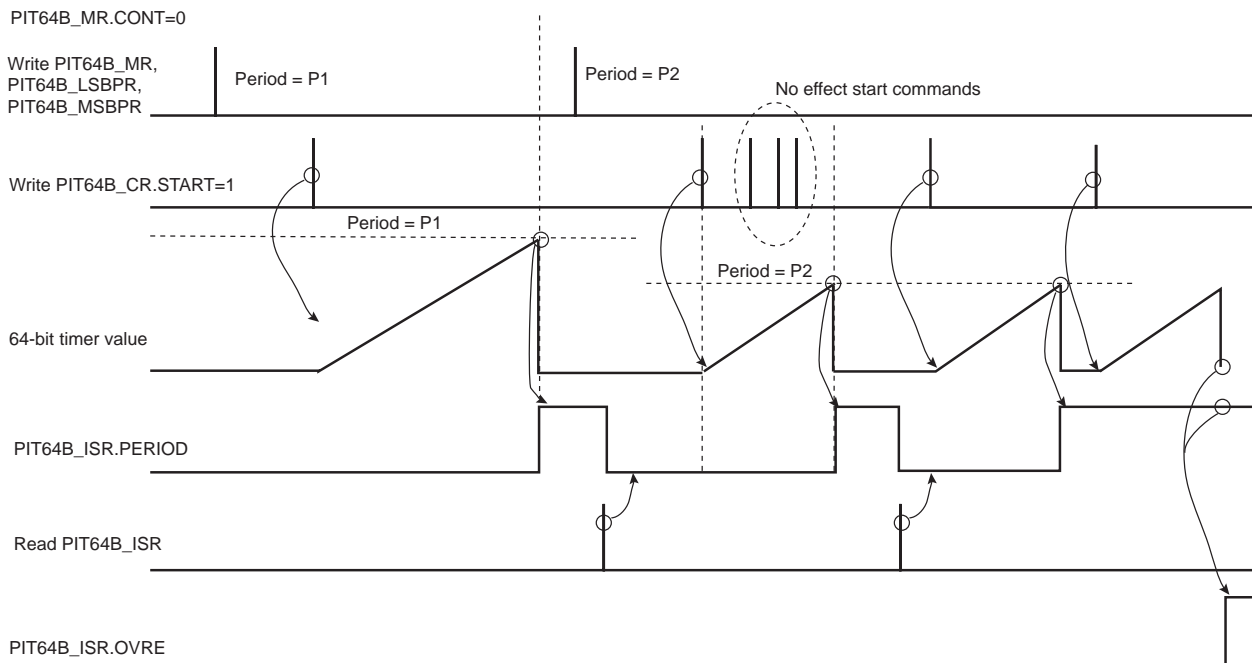 PIT64B_MR.CONT=0
Write PIT64B_MR,
PIT64B_LSBPR,
PIT64B_MSBPR
Period = P1
Period = P2
No effect start commands
Write PIT64B_CR.START=1
Period = P1
Period = P2
64-bit timer value
PIT64B_ISR.PERIOD
Read PIT64B_ISR
PIT64B_ISR.OVRE